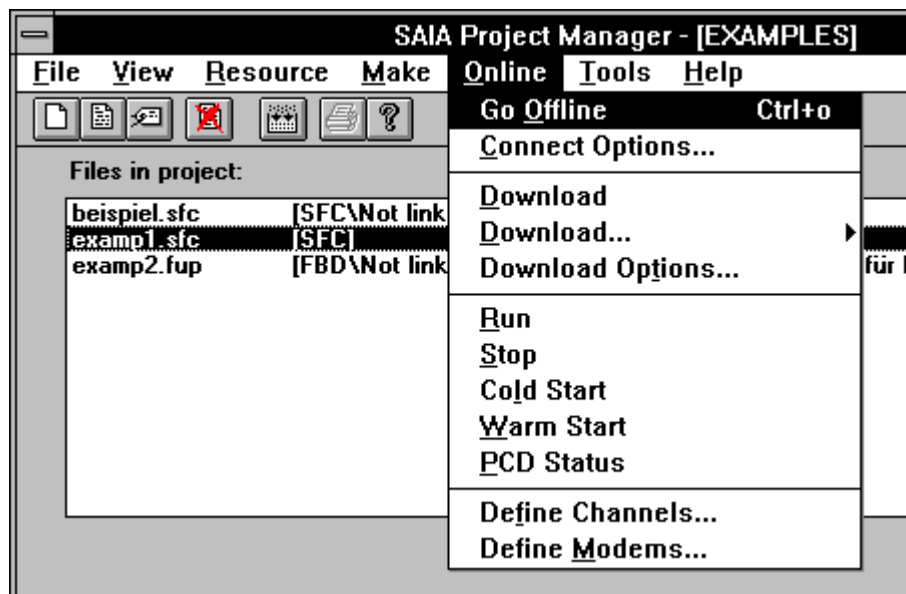 SAIA Project Manager - [EXAMPLES]
File View Resource Make Online Tools Help
Go Offline Ctrl+o
Connect Options...
Files in project:
Download
beispiel.sfc [SFC\Not link
Download...
examp1.sfc [SFC]
Download Options...
examp2.fup [FBD\Not link für
Run
Stop
Cold Start
Warm Start
PCD Status
Define Channels...
Define Modems...